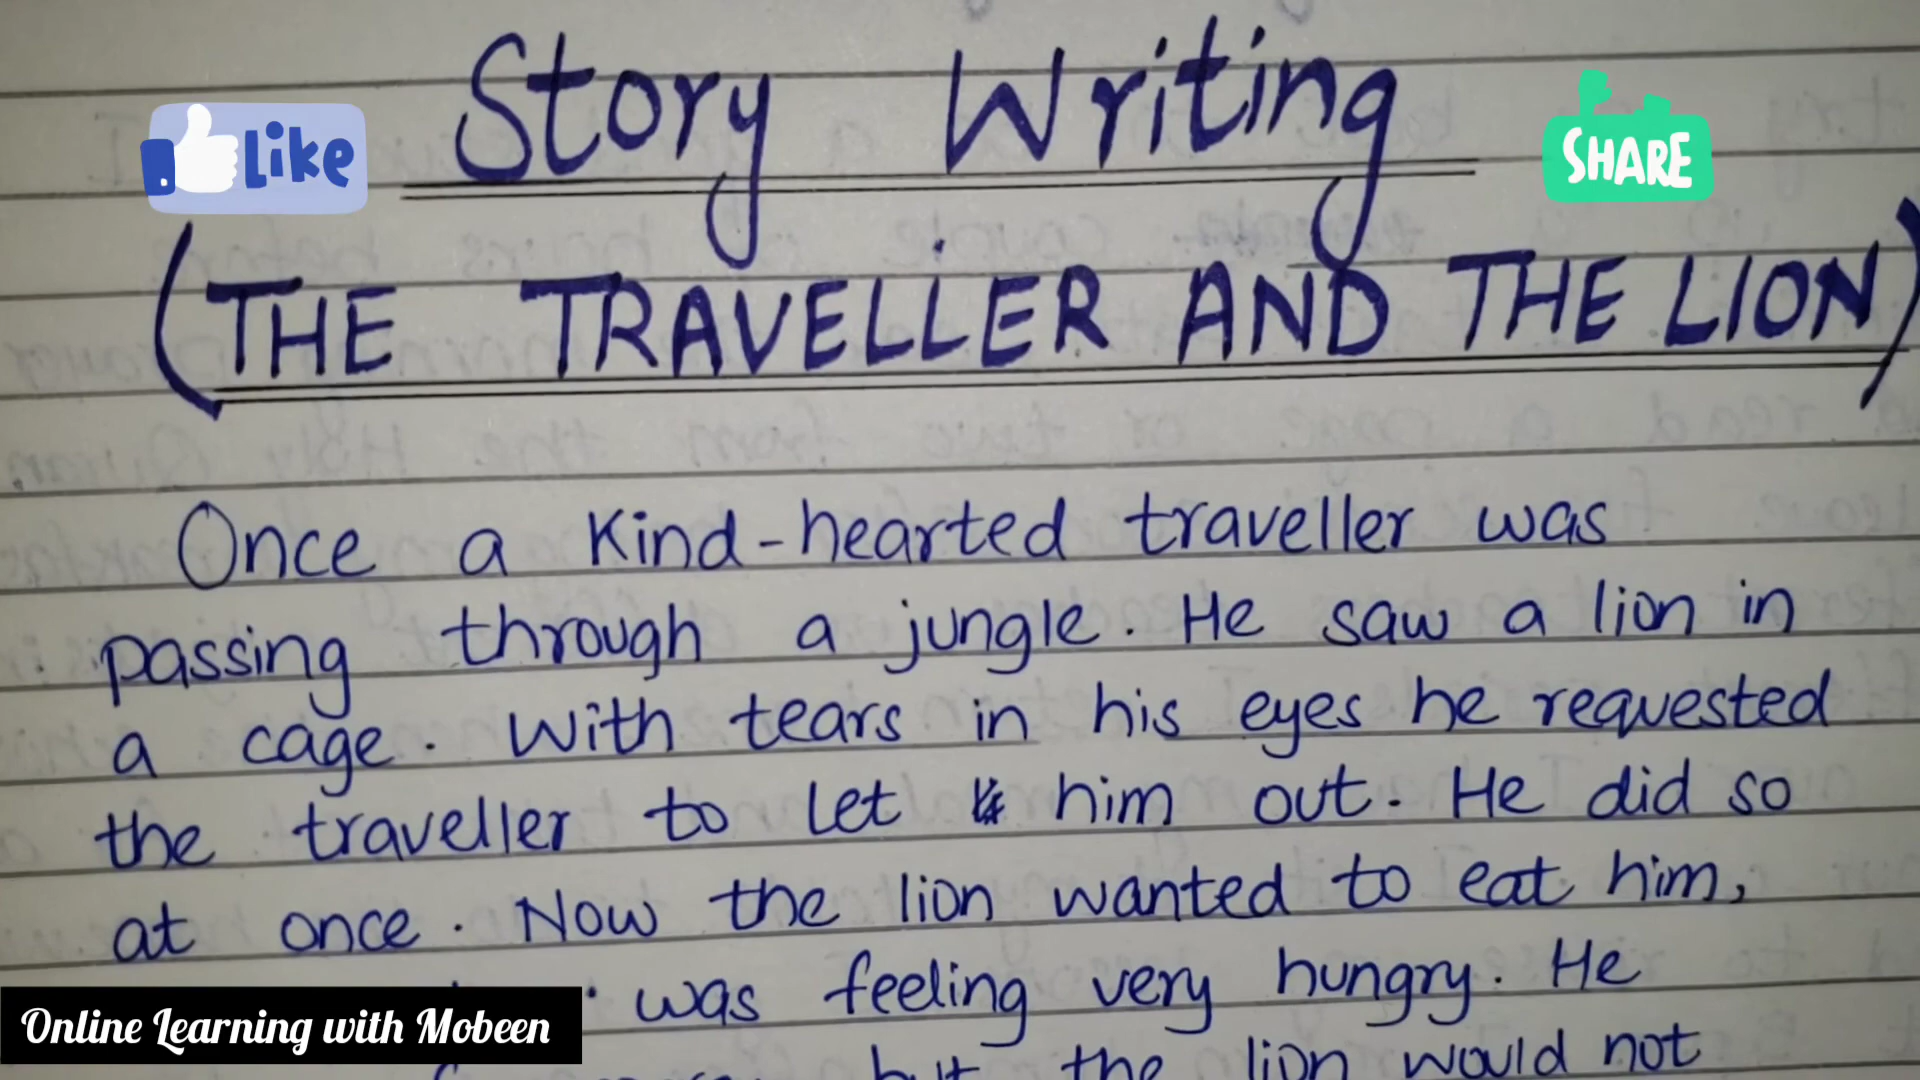 Story Writing
Like
SHARE
(THE TRAVELLER AND THE LION)
Once a kind-hearted traveller was
passing through a jungle. He saw a lion in
a cage. With tears in his eyes he requested
the traveller to let him out. He did so
at once. Now the lion wanted to eat him,
was feeling very hungry. He
but the lion would not
Online Learning with Mobeen